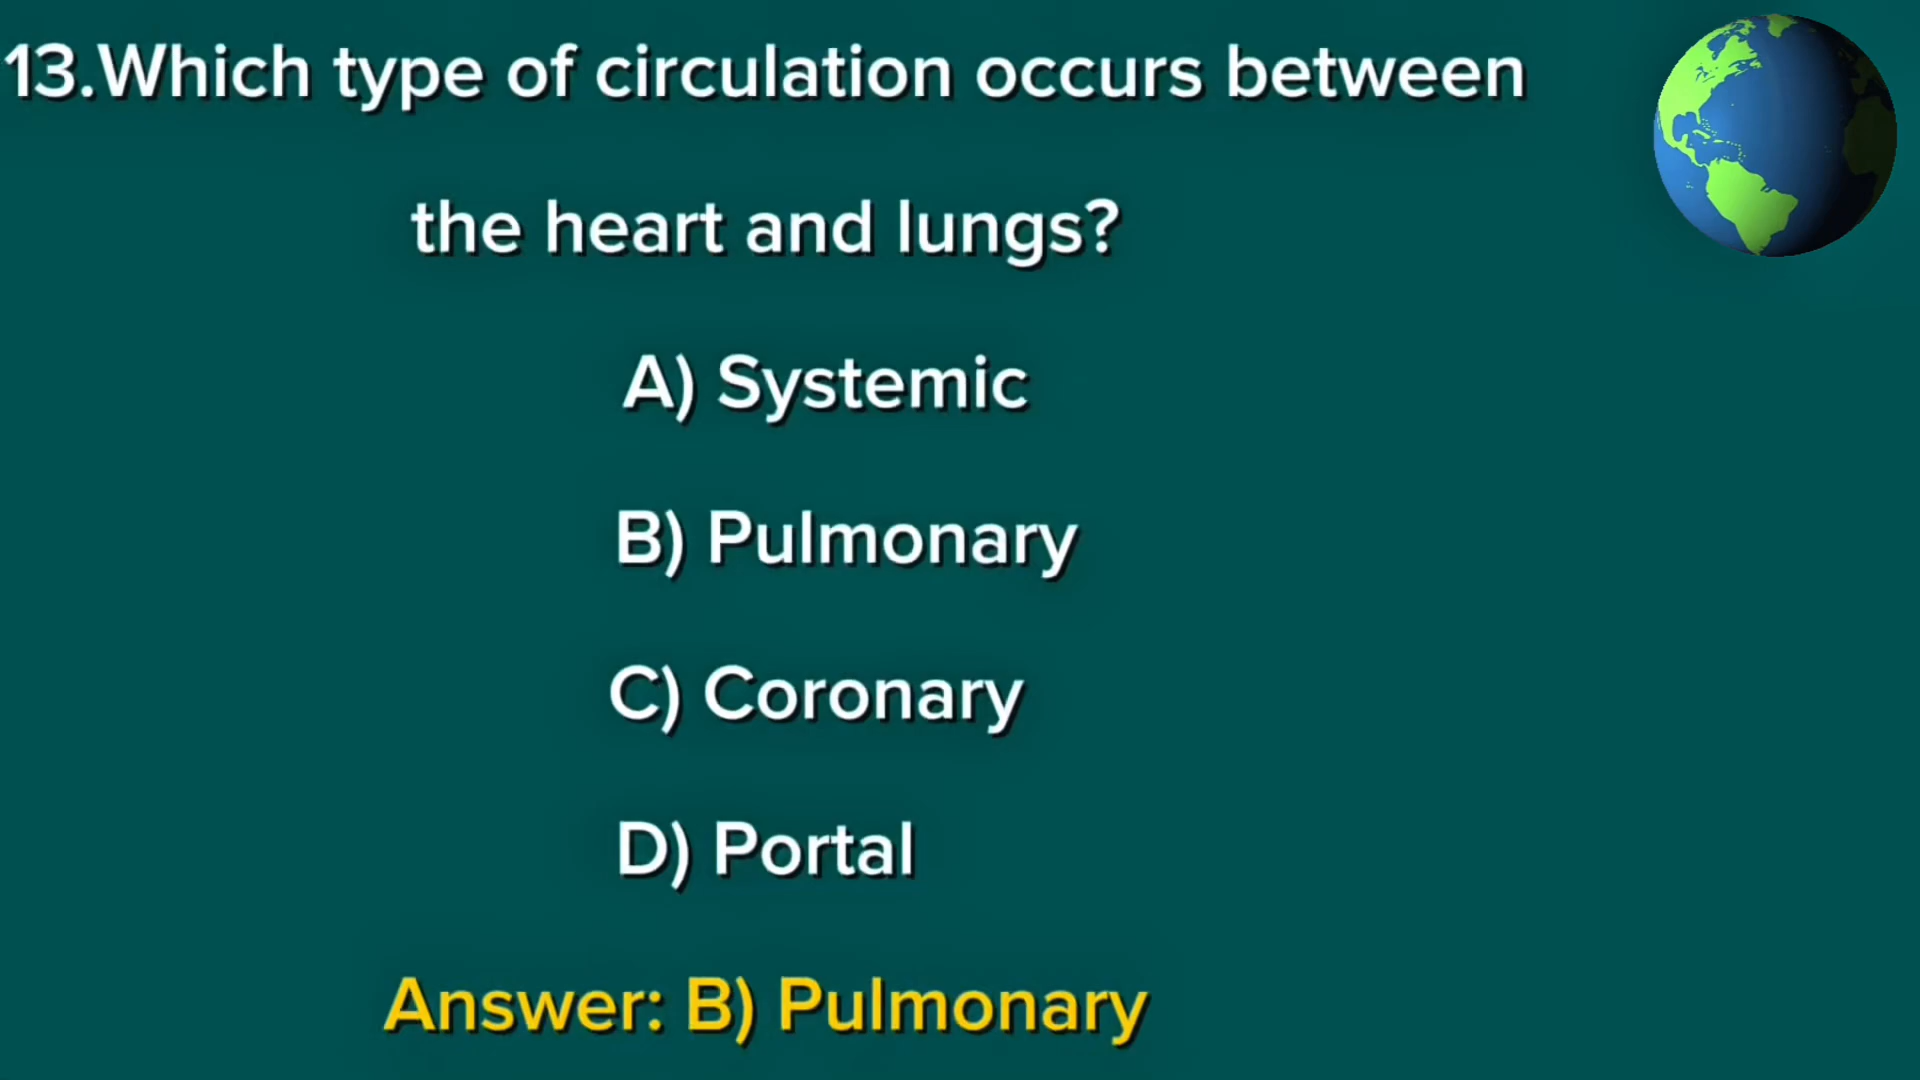 13.Which type of circulation occurs between
the heart and lungs?
A) Systemic
B) Pulmonary
C) Coronary
D) Portal
Answer: B) Pulmonary